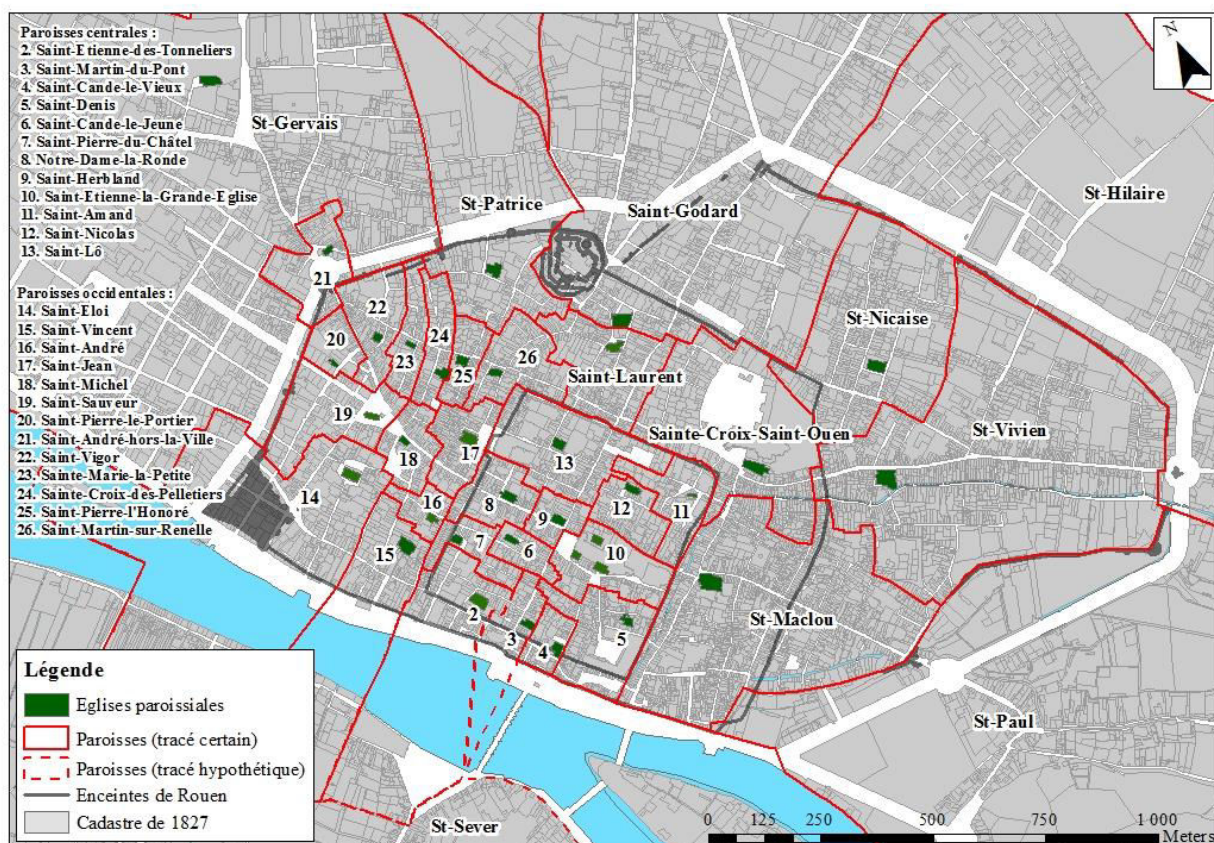 Paroisses centrales :
2. Saint-Etienne-des-Tonneliers
3. Saint-Martin-du-Pont
4. Saint-Cande-le-Vieux
5. Saint-Denis
6. Saint-Cande-le-Jeune
7. Saint-Pierre-du-Châtel
8. Notre-Dame-la-Ronde
9. Saint-Herbland
10. Saint-Etienne-la-Grande-Eglise
11. Saint-Amand
12. Saint-Nicolas
13. Saint-Lô
Paroisses occidentales :
14. Saint-Eloi
15. Saint-Vincent
16. Saint-André
17. Saint-Jean
18. Saint-Michel
19. Saint-Sauveur
20. Saint-Pierre-le-Portier
21. Saint-André-hors-la-Ville
22. Saint-Vigor
23. Sainte-Marie-la-Petite
24. Sainte-Croix-des-Pelletiers
25. Saint-Pierre-l'Honoré
26. Saint-Martin-sur-Renelle
N
St-Gervais
St-Patrice
Saint-Godard
St-Hilaire
21
22
20
23
24
25
26
St-Nicaise
Saint-Laurent
19
18
17
13
Sainte-Croix-Saint-Ouen
St-Vivien
14
16
8
9
12
11
15
7
6
10
2
3
4
5
St-Maclou
St-Paul
St-Sever
Légende
Eglises paroissiales
Paroisses (tracé certain)
Paroisses (tracé hypothétique)
Enceintes de Rouen
Cadastre de 1827
0 125 250 500 750 1 000
Meters